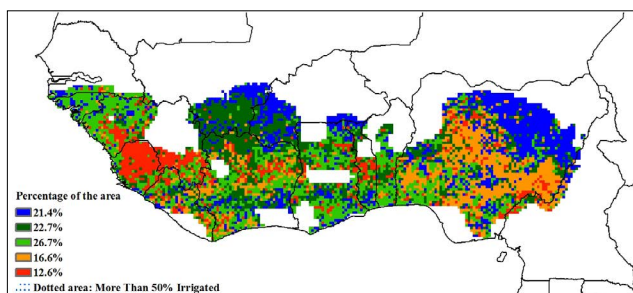 Percentage of the area
21.4%
22.7%
26.7%
16.6%
12.6%
Dotted area: More Than 50% Irrigated